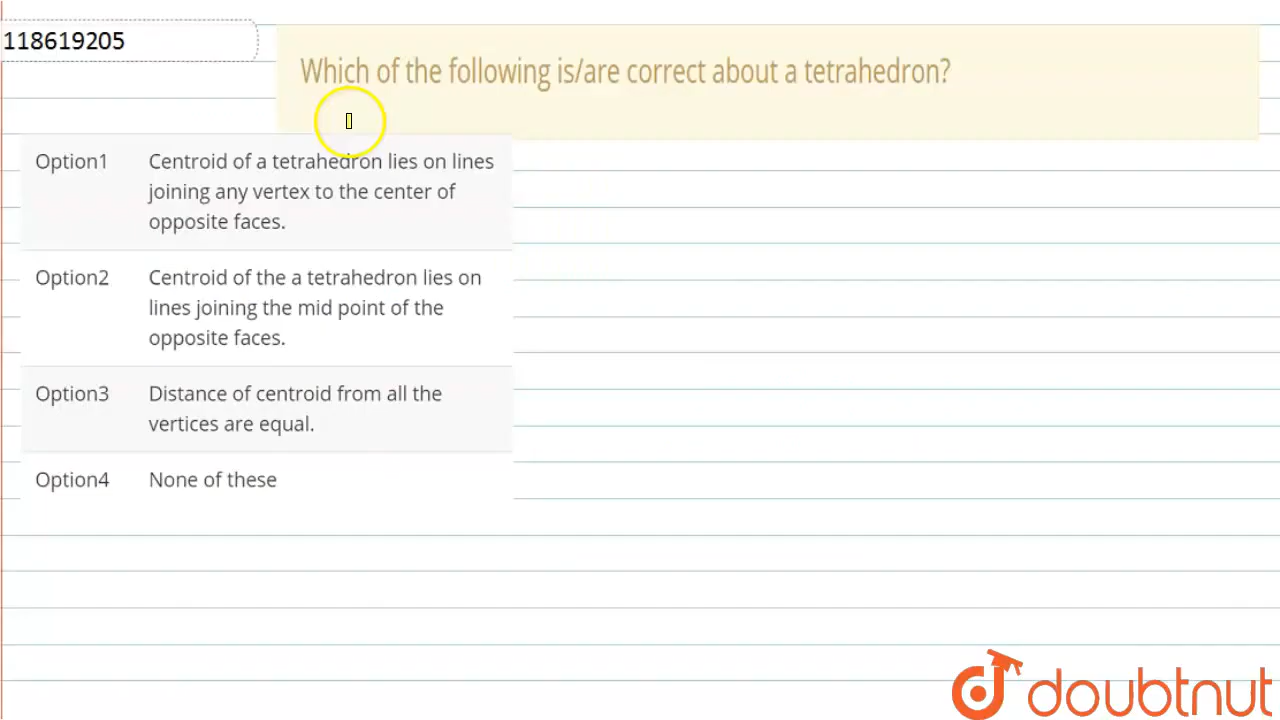 118619205
Which of the following is/are correct about a tetrahedron?
Option1 Centroid of a tetrahedron lies on lines
joining any vertex to the center of
opposite faces.
Option2 Centroid of the a tetrahedron lies on
lines joining the mid point of the
opposite faces.
Option3 Distance of centroid from all the
vertices are equal.
Option4 None of these
doubtnut